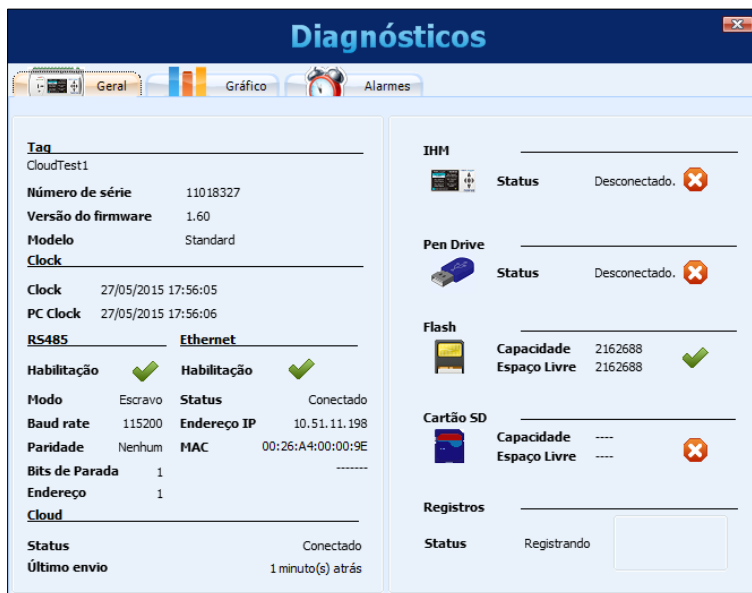 Diagnósticos
Geral
Gráfico
Alarmes
Tag
CloudTest1
Número de série 11018327
Versão do firmware 1.60
Modelo Standard
Clock
Clock 27/05/2015 17:56:05
PC Clock 27/05/2015 17:56:06
RS485 Ethernet
Habilitação Habilitação
Modo Escravo Status Conectado
Baud rate 115200 Endereço IP 10.51.11.198
Paridade Nenhum MAC 00:26:A4:00:00:9E
Bits de Parada 1 -------
Endereço 1
Cloud
Status Conectado
Último envio 1 minuto(s) atrás
IHM
Status Desconectado.
Pen Drive
Status Desconectado.
Flash
Capacidade 2162688
Espaço Livre 2162688
Cartão SD
Capacidade ----
Espaço Livre ----
Registros
Status Registrando